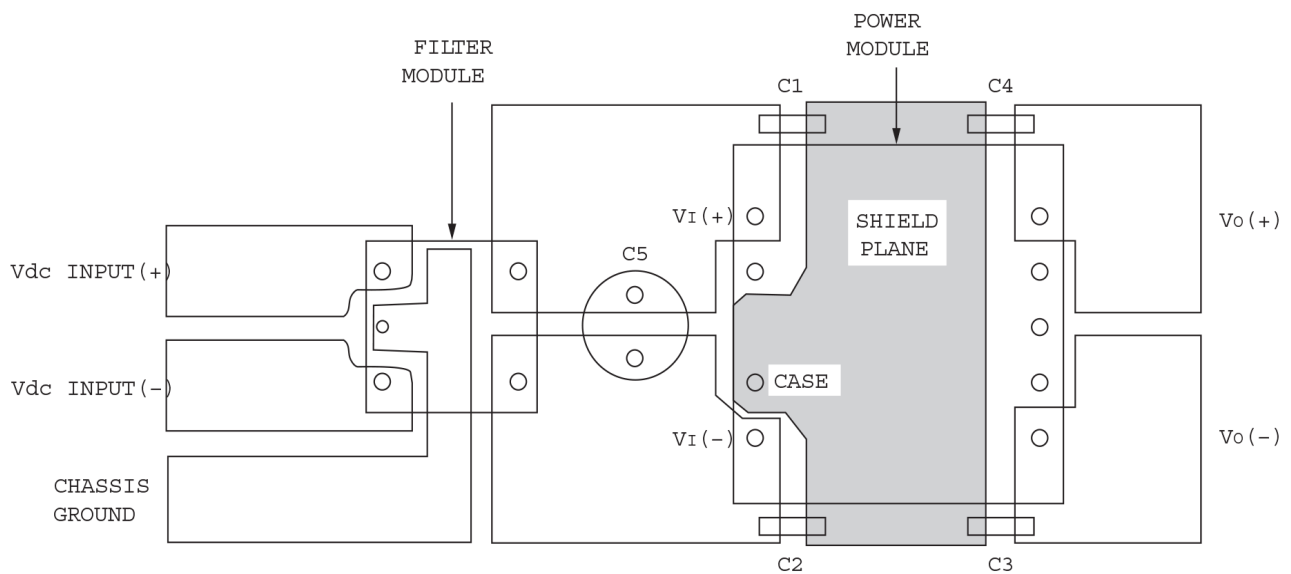 POWER
MODULE
FILTER
MODULE
C1
C4
VI(+)
SHIELD
PLANE
VO(+)
C5
Vdc INPUT(+)
Vdc INPUT(-)
CASE
VI(-)
VO(-)
CHASSIS
GROUND
C2
C3